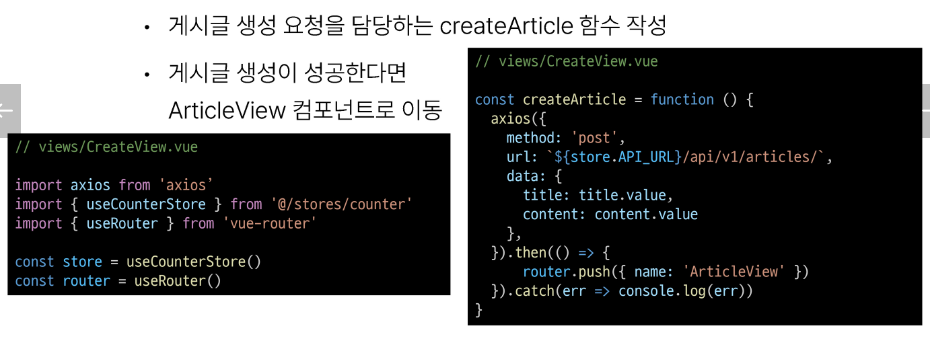 • 게시글 생성 요청을 담당하는 createArticle 함수 작성
• 게시글 생성이 성공한다면
ArticleView 컴포넌트로 이동
// views/CreateView.vue
import axios from 'axios’
import { useCounterStore } from '@/stores/counter'
import { useRouter } from 'vue-router'
const store = useCounterStore()
const router = useRouter()
// views/CreateView.vue
const createArticle = function () {
axios({
method: 'post',
url: `${store.API_URL}/api/v1/articles/`,
data: {
title: title.value,
content: content.value
},
}).then(() => {
router.push({ name: 'ArticleView' })
}).catch(err => console.log(err))
}